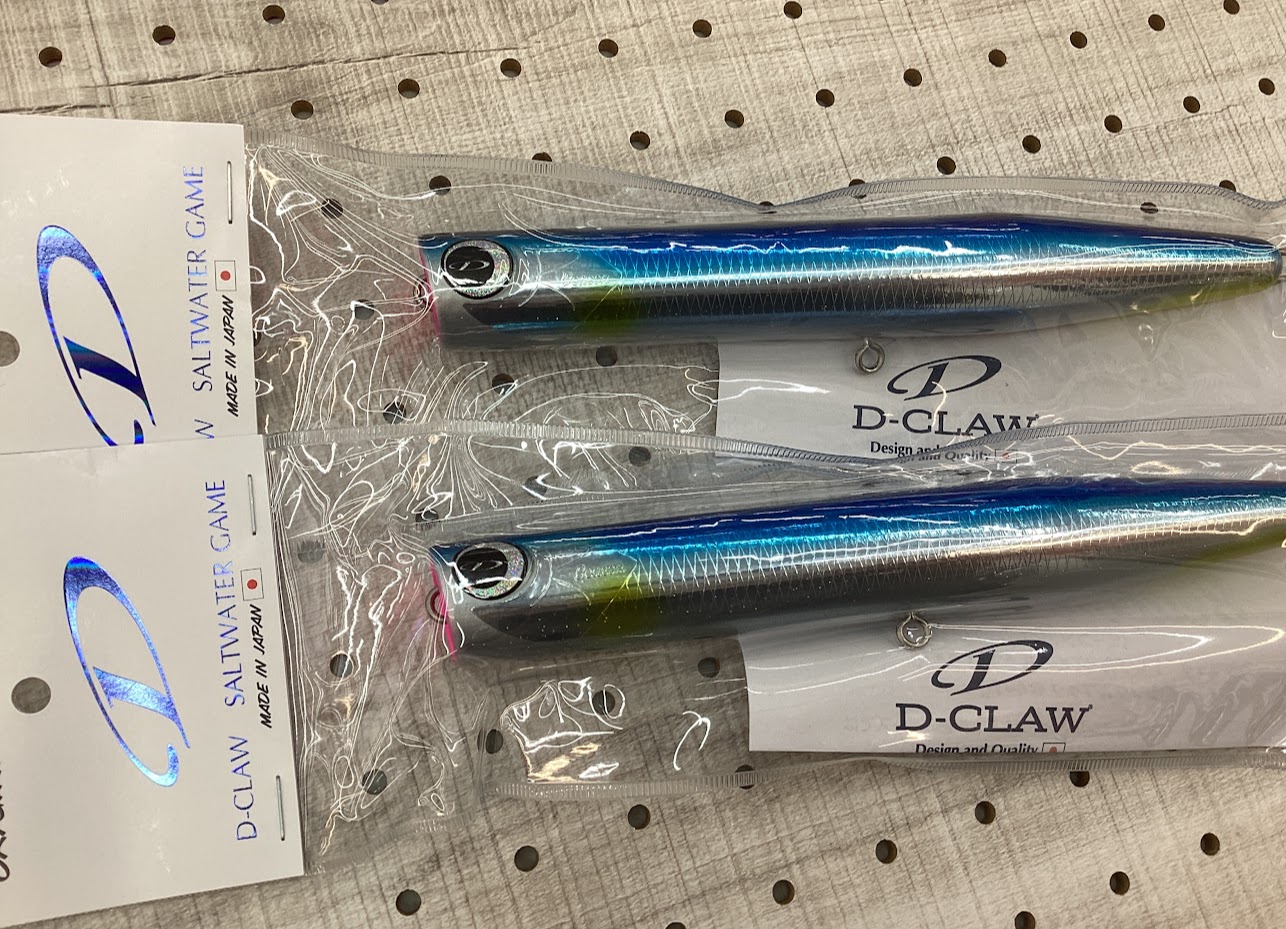 D
D-CLAW SALTWATER GAME
MADE IN JAPAN
D
W SALTWATER GAME
MADE IN JAPAN
D
D-CLAW
Design and
and Quality
D
D-CLAW
Design and Quality